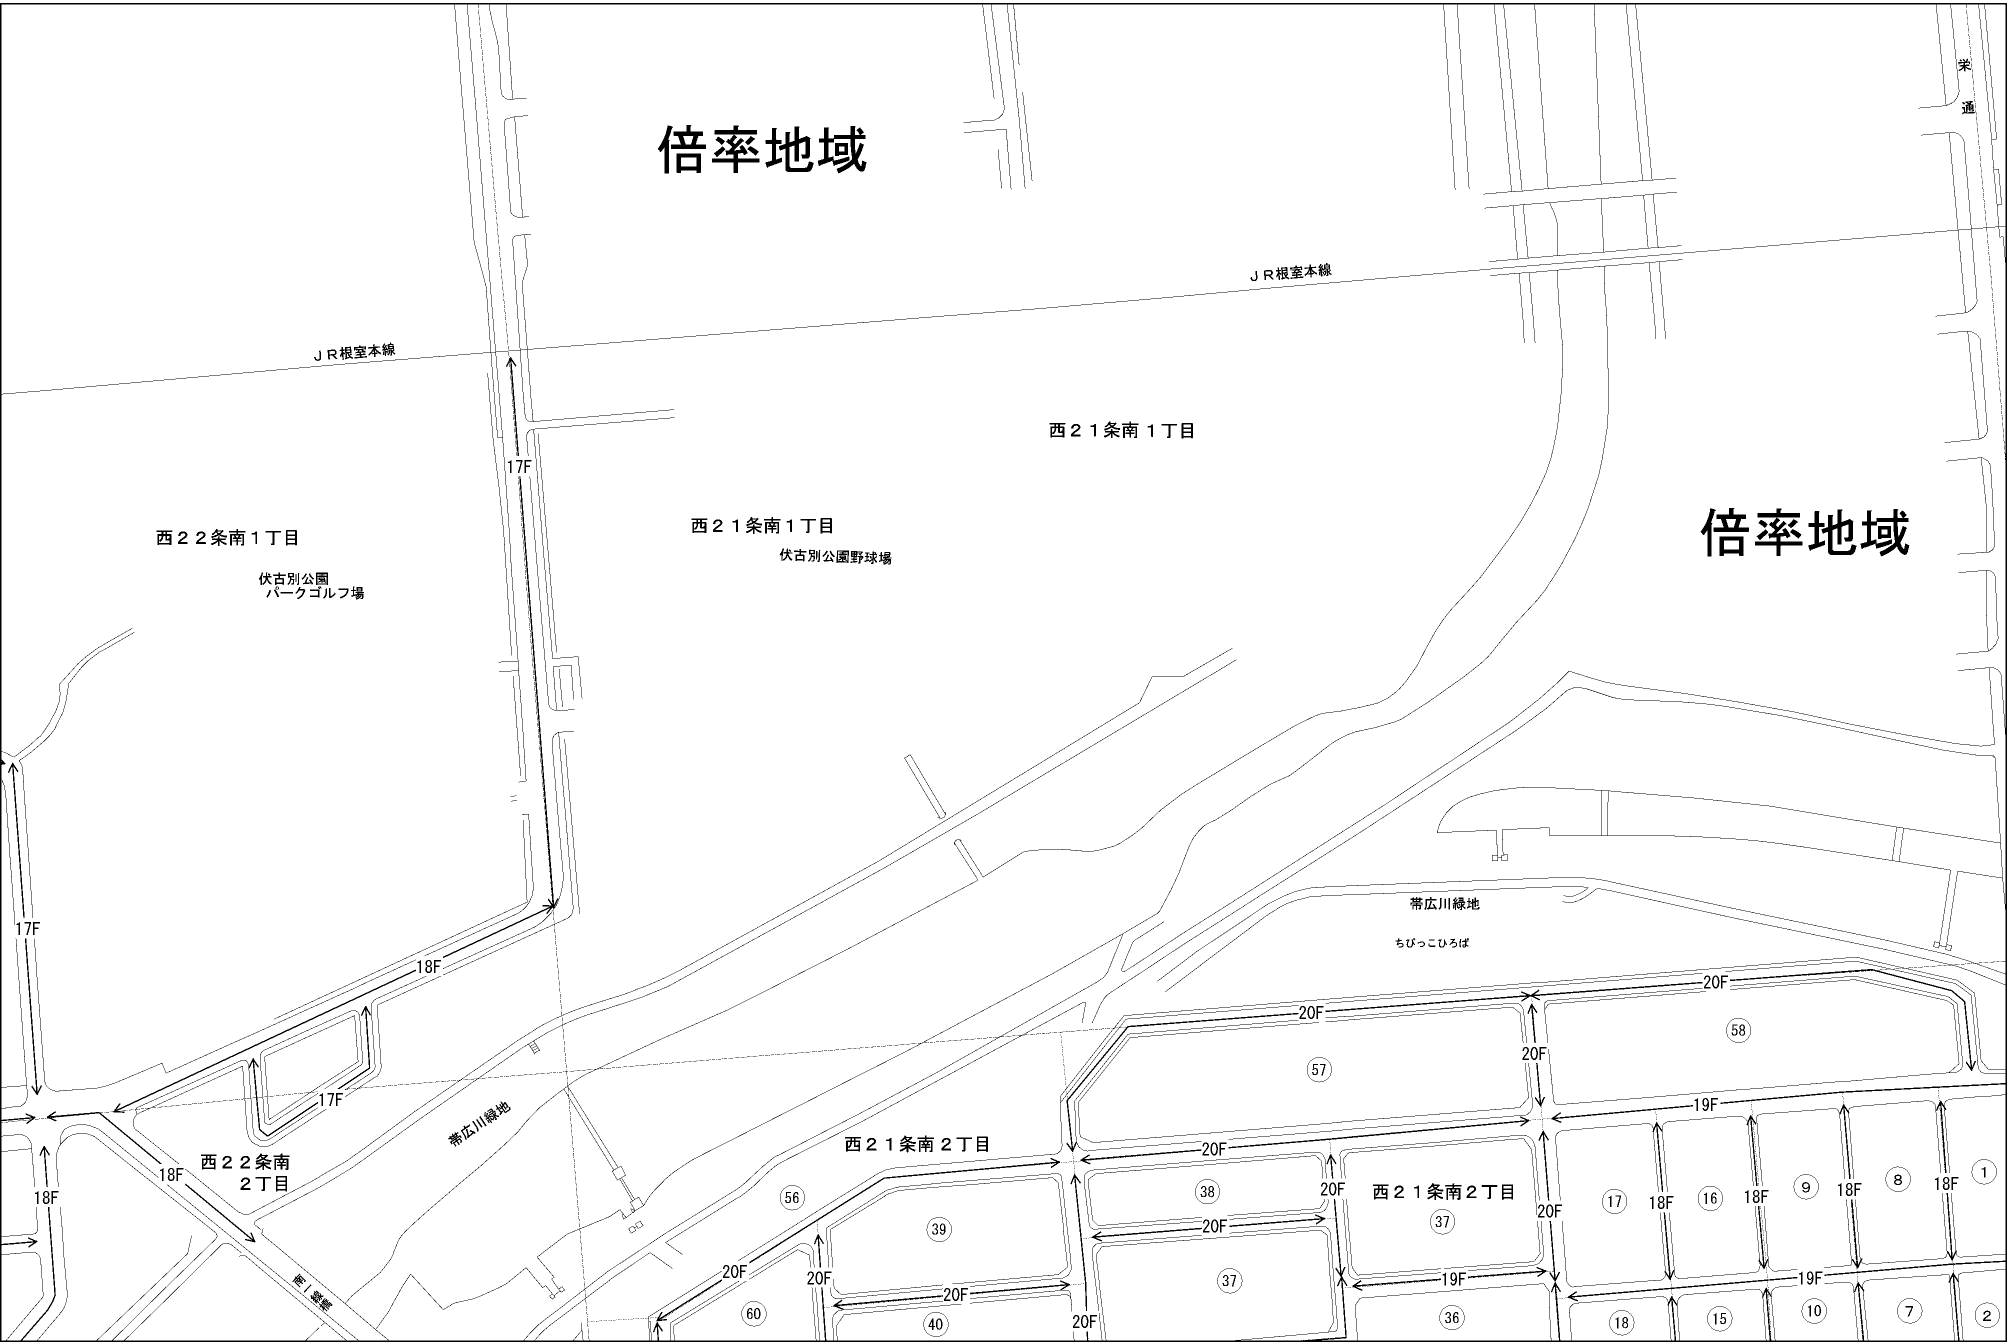 栄
通
倍率地域
ＪＲ根室本線
ＪＲ根室本線
西２１条南１丁目
17F
西２２条南１丁目
伏古別公園
パークゴルフ場
西２１条南１丁目
伏古別公園野球場
倍率地域
17F
18F
17F
帯広川緑地
ちびっこひろば
20F
20F
58
57
20F
19F
帯広川緑地
西２１条南２丁目
20F
西２２条南
２丁目
18F
18F
56
38
20F
西２１条南２丁目
37
20F
17
18F
16
18F
9
18F
8
18F
1
39
20F
37
19F
19F
南一線橋
20F
20F
20F
60
40
20F
36
18
15
10
7
2